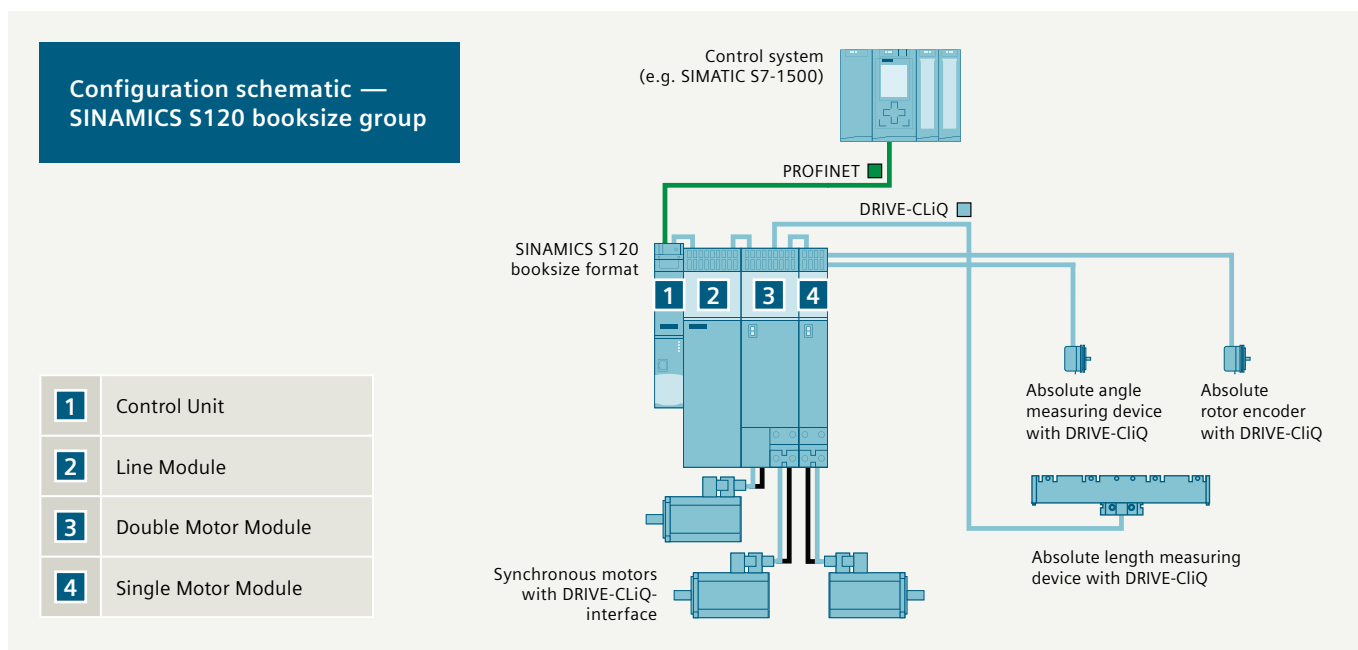 Configuration schematic —
SINAMICS S120 booksize group
Control system
(e.g. SIMATIC S7-1500)
PROFINET
DRIVE-CLiQ
SINAMICS S120
booksize format
1
2
3
4
Absolute angle
measuring device
with DRIVE-CliQ
Absolute
rotor encoder
with DRIVE-CliQ
1 Control Unit
2 Line Module
3 Double Motor Module
4 Single Motor Module
Synchronous motors
with DRIVE-CLiQ-
interface
Absolute length measuring
device with DRIVE-CliQ